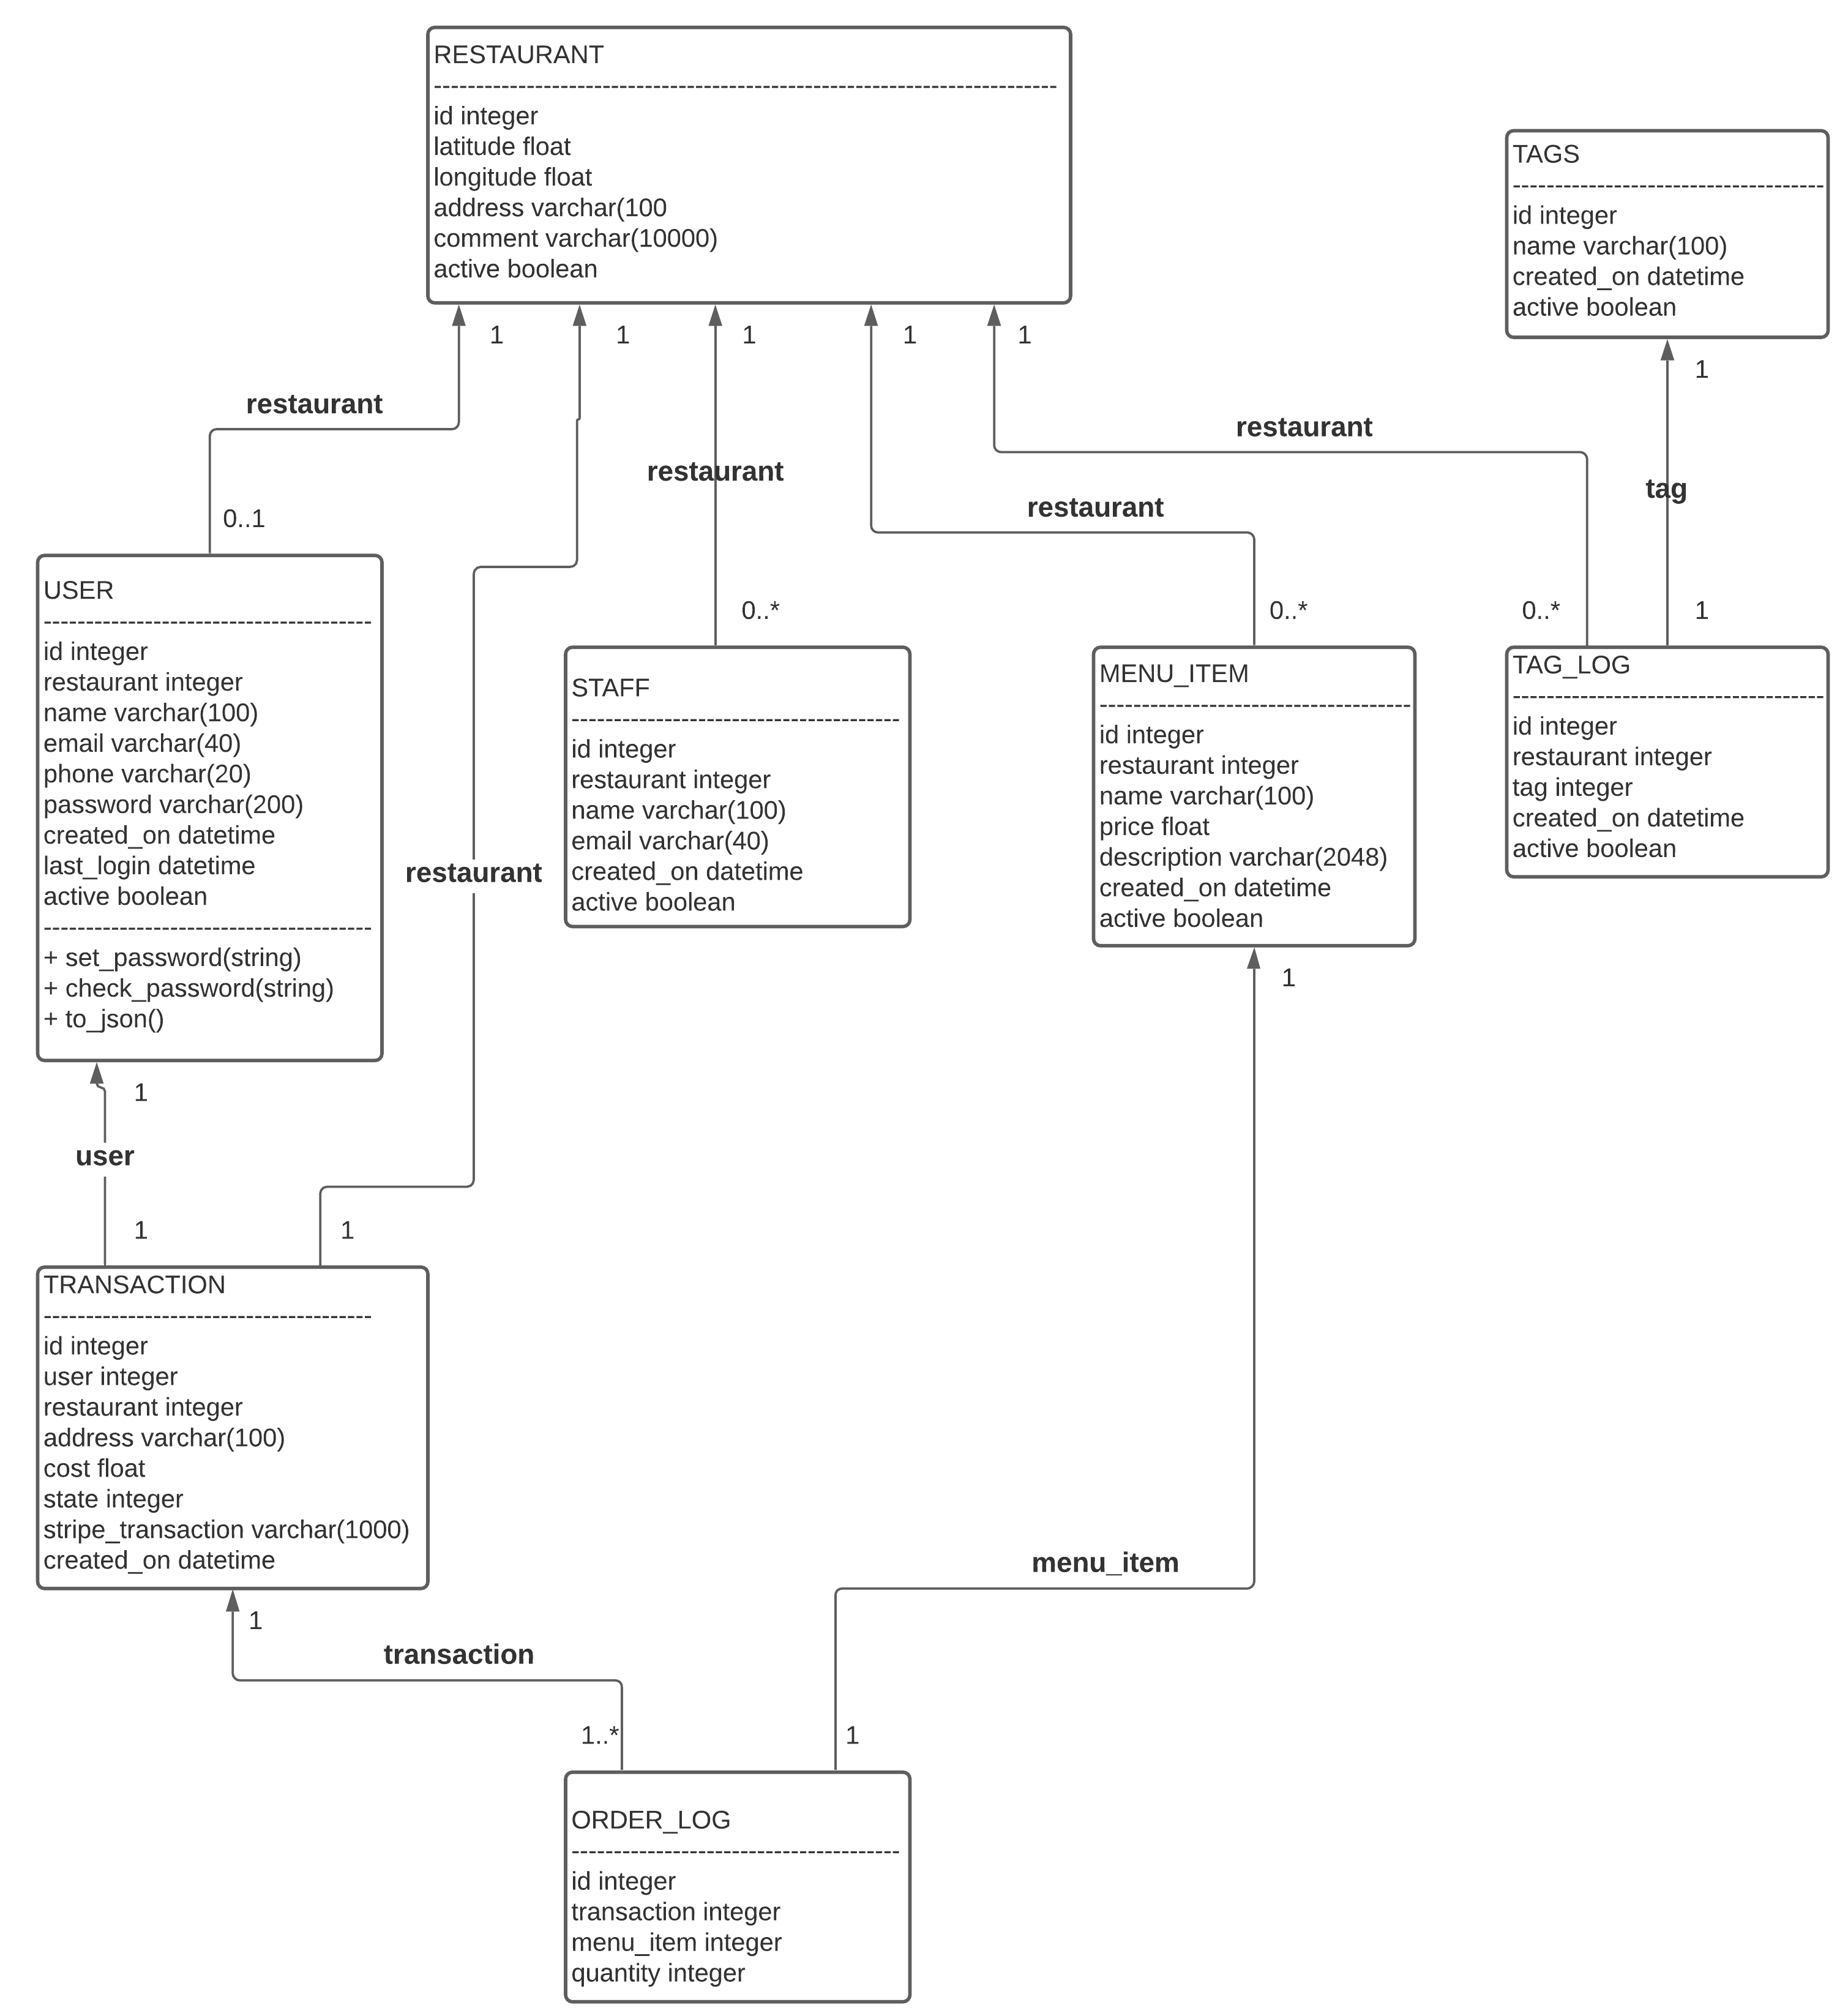 RESTAURANT
--------------------------------------------------------------------------
id integer
latitude float
longitude float
address varchar(100
comment varchar(10000)
active boolean
TAGS
-------------------------------------
id integer
name varchar(100)
created_on datetime
active boolean
1
1
1
1
1
1
restaurant
restaurant
restaurant
restaurant
tag
0..1
0..*
0..*
0..*
1
USER
---------------------------------------
id integer
restaurant integer
name varchar(100)
email varchar(40)
phone varchar(20)
password varchar(200)
created_on datetime
last_login datetime
active boolean
---------------------------------------
+ set_password(string)
+ check_password(string)
+ to_json()
restaurant
STAFF
---------------------------------------
id integer
restaurant integer
name varchar(100)
email varchar(40)
created_on datetime
active boolean
MENU_ITEM
-------------------------------------
id integer
restaurant integer
name varchar(100)
price float
description varchar(2048)
created_on datetime
active boolean
TAG_LOG
-------------------------------------
id integer
restaurant integer
tag integer
created_on datetime
active boolean
1
1
user
1
1
TRANSACTION
---------------------------------------
id integer
user integer
restaurant integer
address varchar(100)
cost float
state integer
stripe_transaction varchar(1000)
created_on datetime
menu_item
1
transaction
1..*
1
ORDER_LOG
---------------------------------------
id integer
transaction integer
menu_item integer
quantity integer